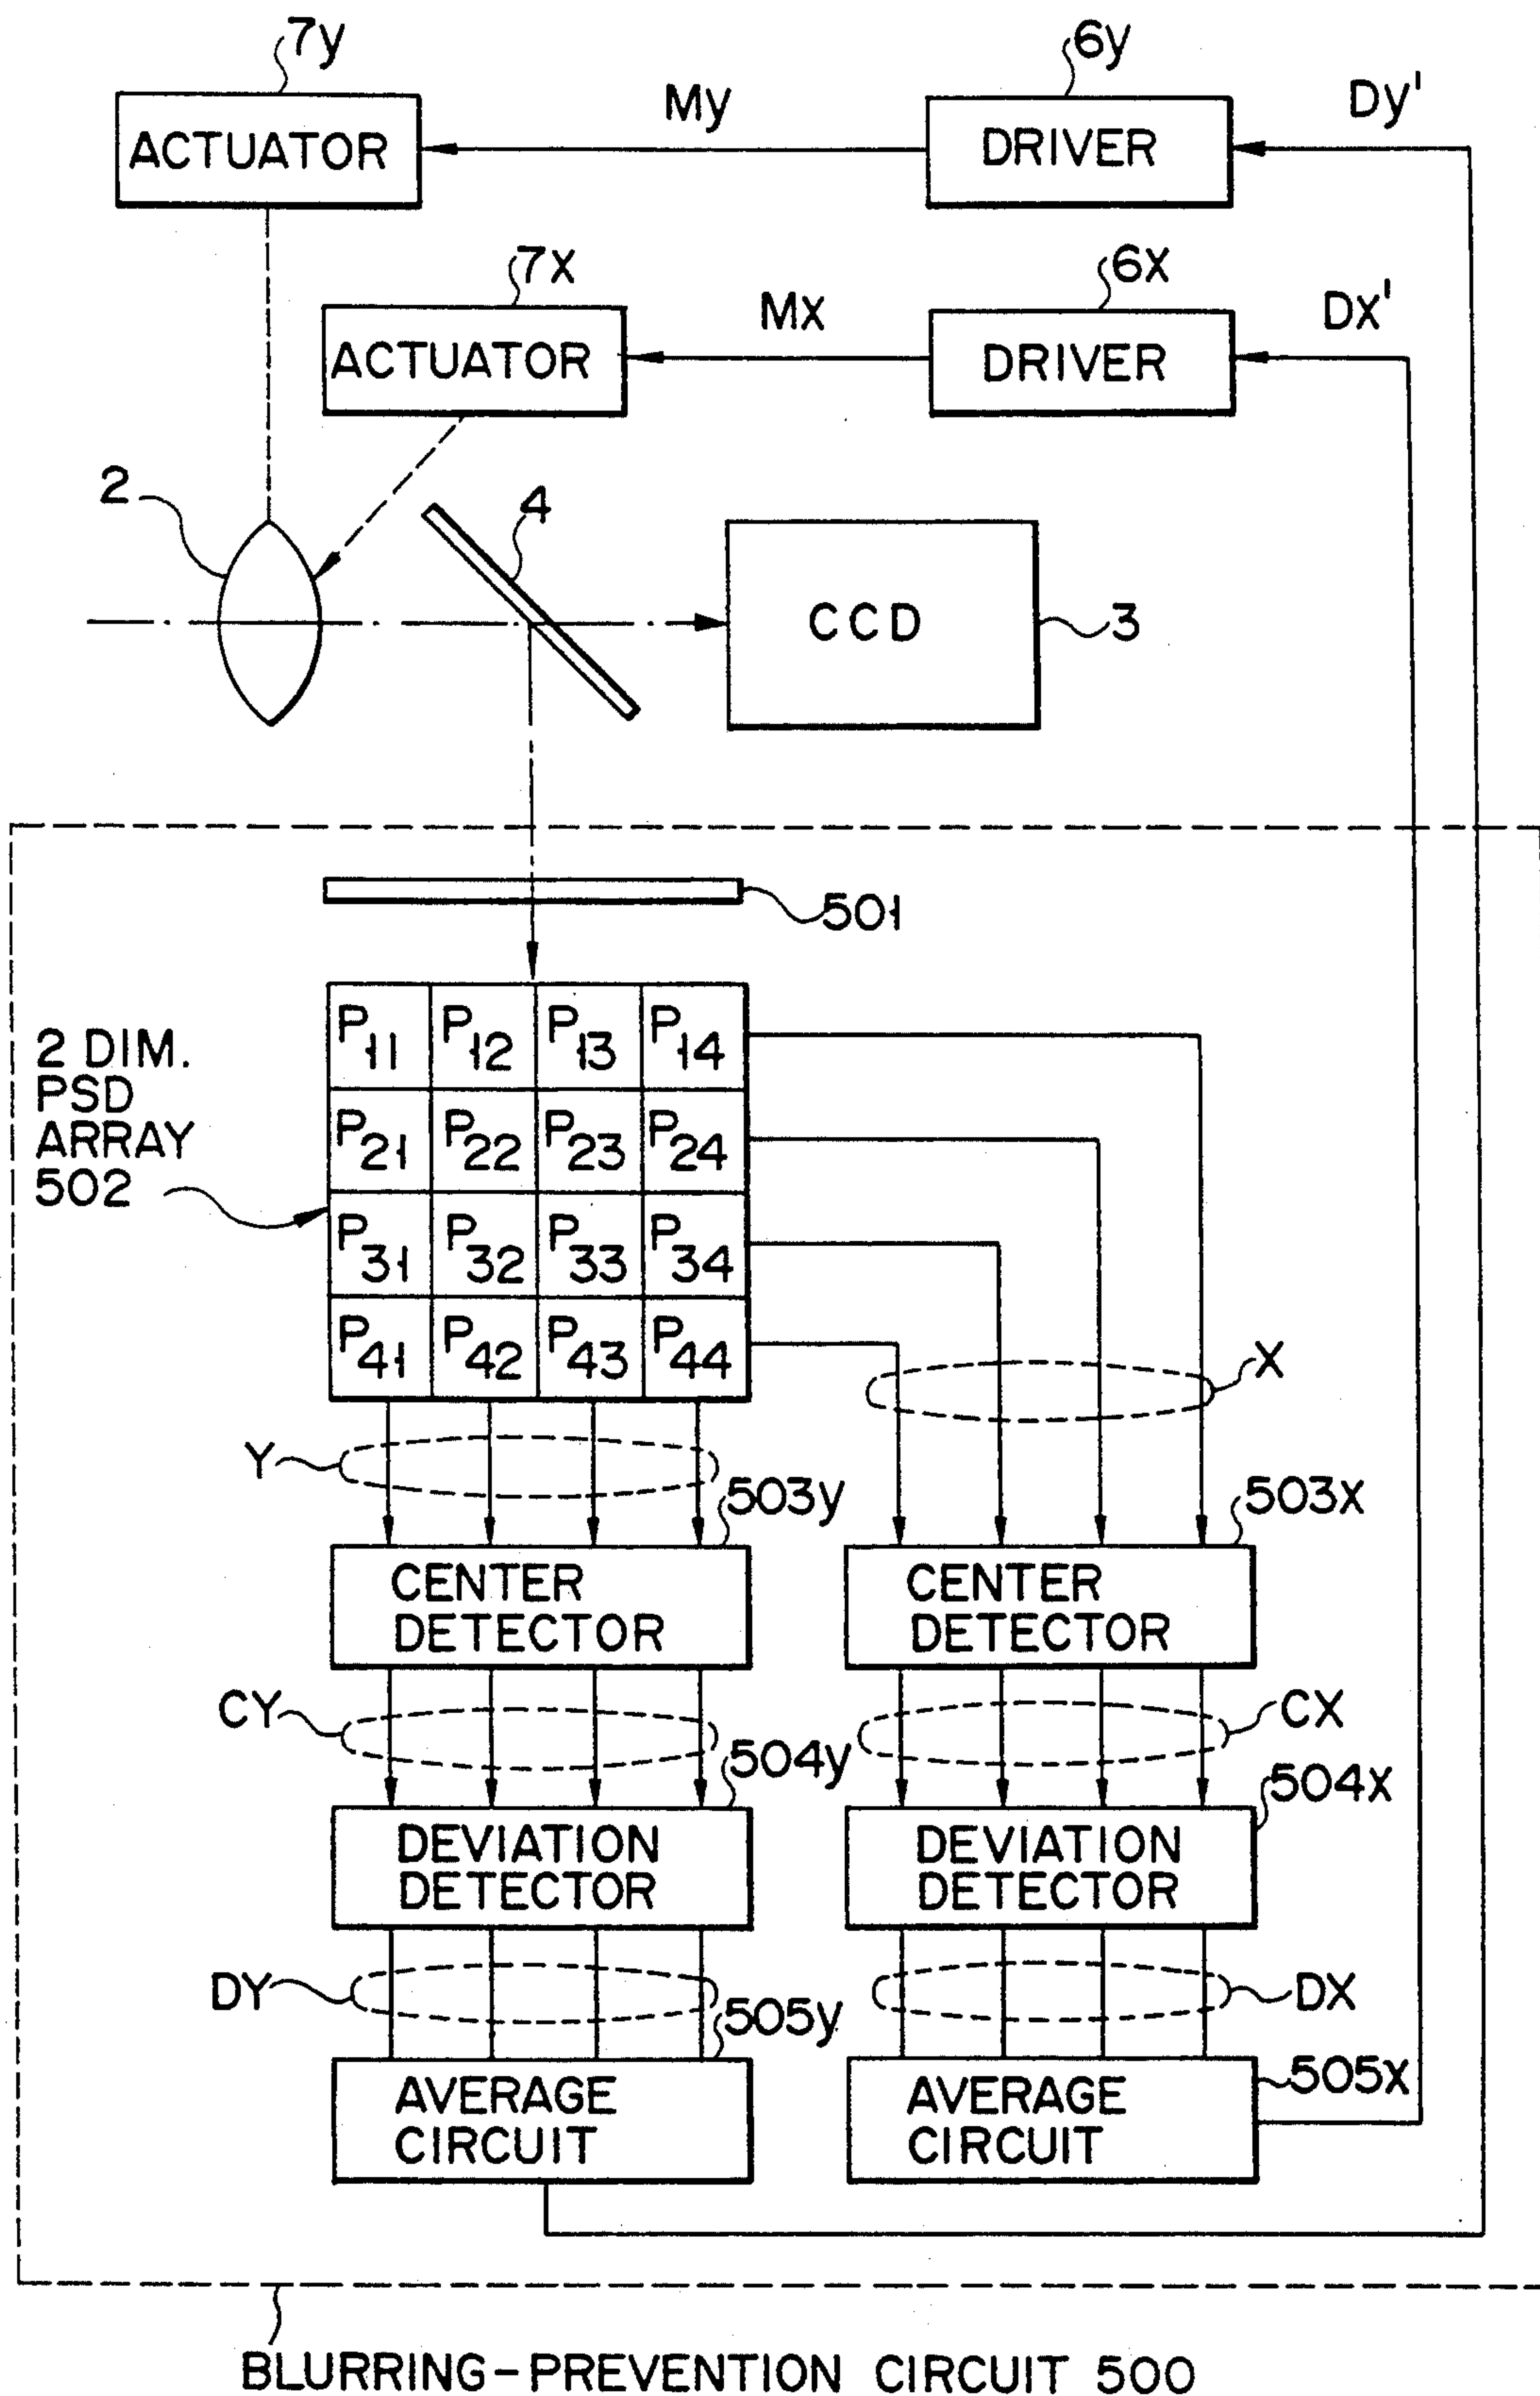 7y
6y
My
Dy'
ACTUATOR
DRIVER
7x
6x
Mx
Dx'
ACTUATOR
DRIVER
2
4
CCD
3
501
2 DIM.
PSD
ARRAY
502
P11 P12 P13 P14
P21 P22 P23 P24
P31 P32 P33 P34
P41 P42 P43 P44
X
Y
503y
503x
CENTER
DETECTOR
CENTER
DETECTOR
CY
CX
504y
504x
DEVIATION
DETECTOR
DEVIATION
DETECTOR
DY
DX
505y
505x
AVERAGE
CIRCUIT
AVERAGE
CIRCUIT
BLURRING-PREVENTION CIRCUIT 500